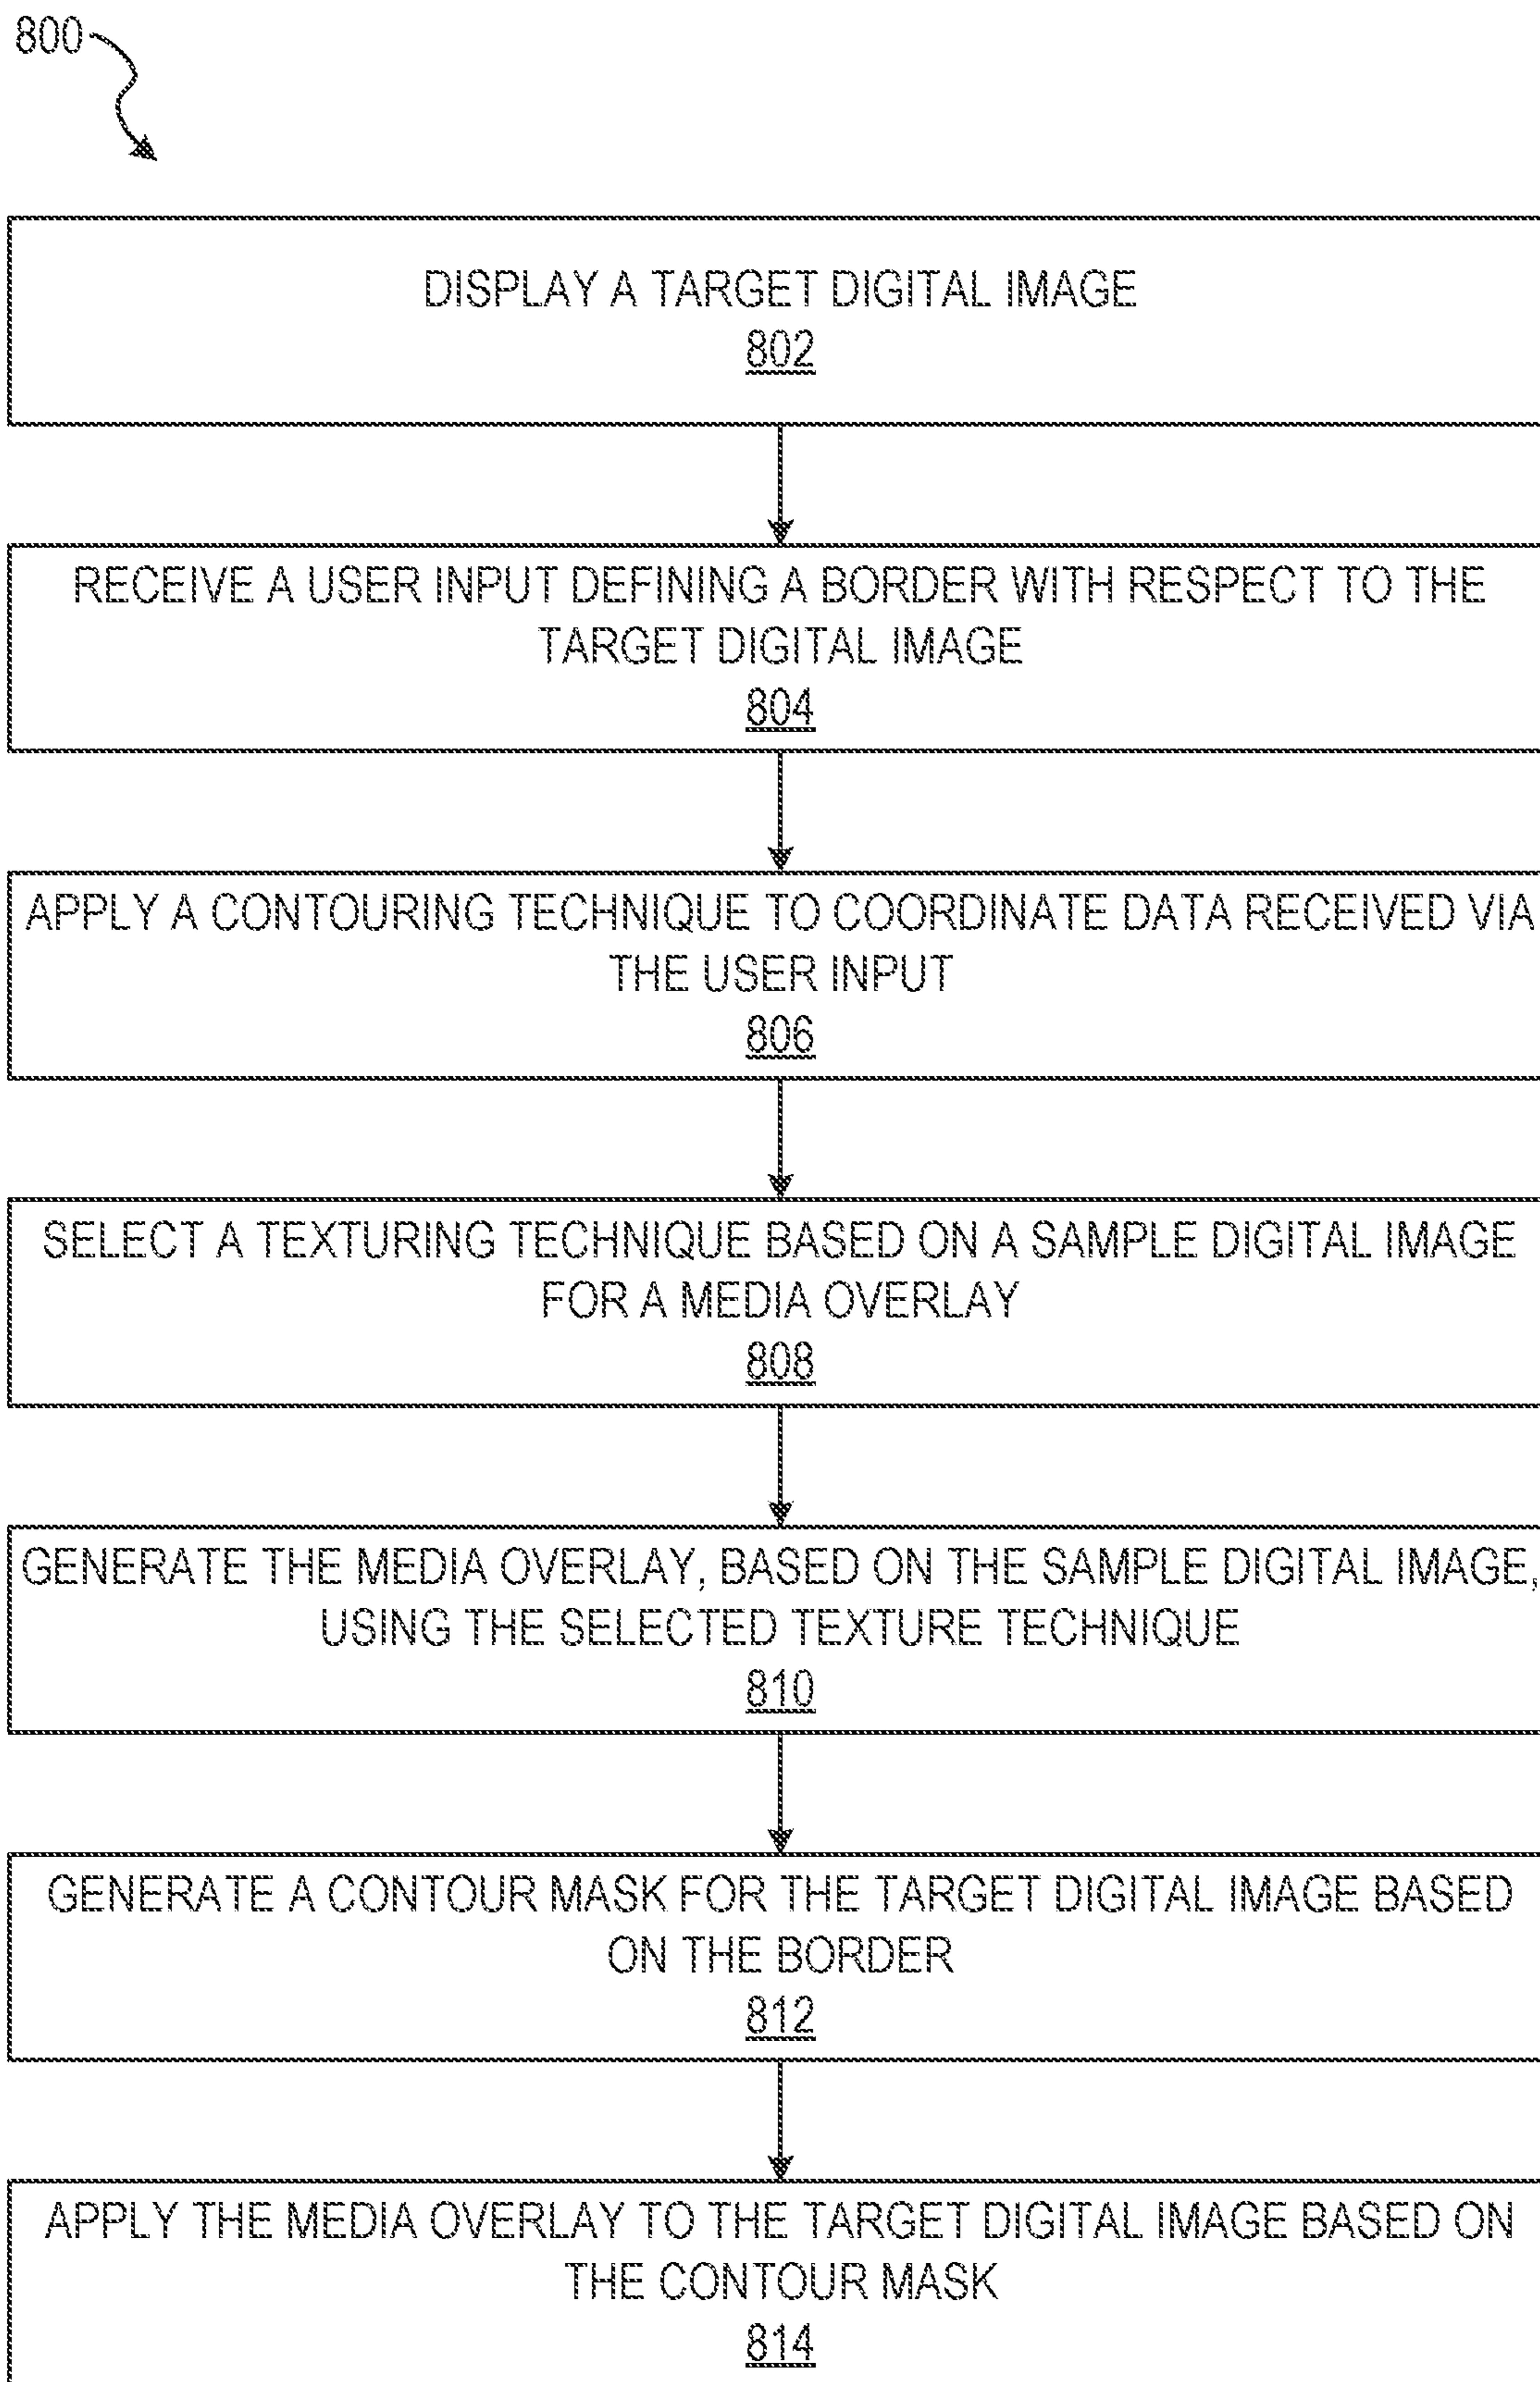 800
DISPLAY A TARGET DIGITAL IMAGE
802
RECEIVE A USER INPUT DEFINING A BORDER WITH RESPECT TO THE
TARGET DIGITAL IMAGE
804
APPLY A CONTOURING TECHNIQUE TO COORDINATE DATA RECEIVED VIA
THE USER INPUT
806
SELECT A TEXTURING TECHNIQUE BASED ON A SAMPLE DIGITAL IMAGE
FOR A MEDIA OVERLAY
808
GENERATE THE MEDIA OVERLAY, BASED ON THE SAMPLE DIGITAL IMAGE,
USING THE SELECTED TEXTURE TECHNIQUE
810
GENERATE A CONTOUR MASK FOR THE TARGET DIGITAL IMAGE BASED
ON THE BORDER
812
APPLY THE MEDIA OVERLAY TO THE TARGET DIGITAL IMAGE BASED ON
THE CONTOUR MASK
814